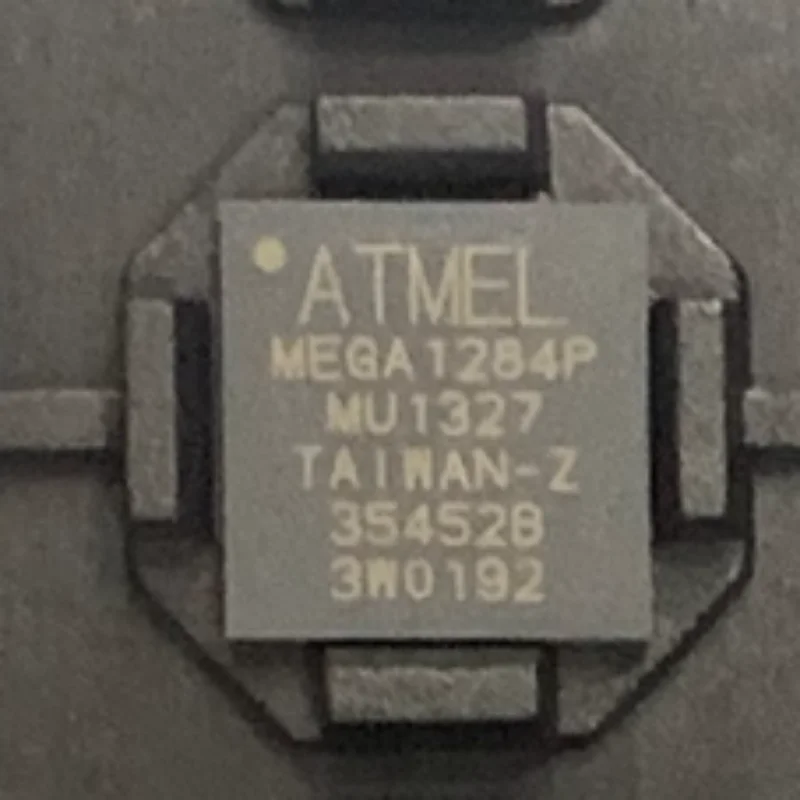 ATMEL
MEGA1284P
MU1327
TAIWAN-Z
35452B
3W0192